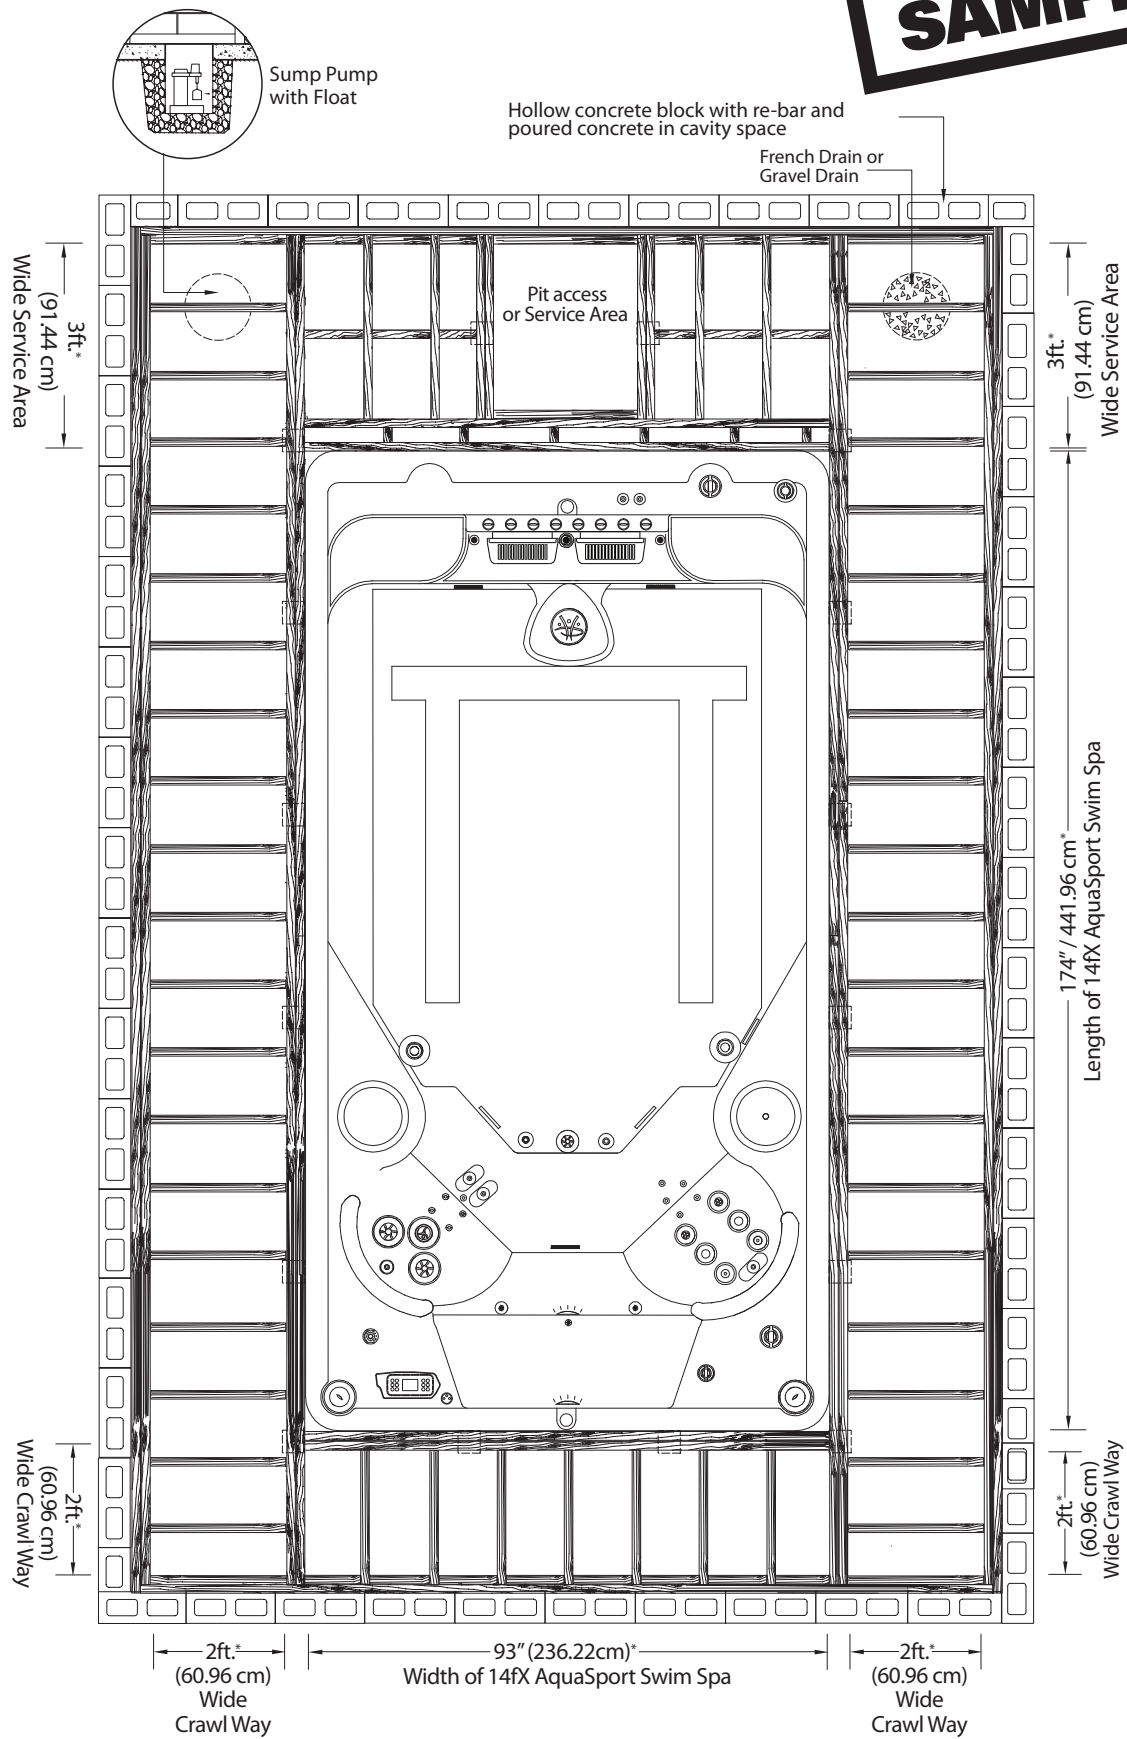 SAMPL
Sump Pump
with Float
Hollow concrete block with re-bar and
poured concrete in cavity space
French Drain or
Gravel Drain
Pit access
or Service Area
3ft.*
(91.44 cm)
Wide Service Area
3ft.*
(91.44 cm)
Wide Service Area
174" / 441.96 cm*
Length of 14fX AquaSport Swim Spa
2ft.*
(60.96 cm)
Wide Crawl Way
2ft.*
(60.96 cm)
Wide Crawl Way
2ft.*
(60.96 cm)
Wide
Crawl Way
93" (236.22cm)*
Width of 14fX AquaSport Swim Spa
2ft.*
(60.96 cm)
Wide
Crawl Way